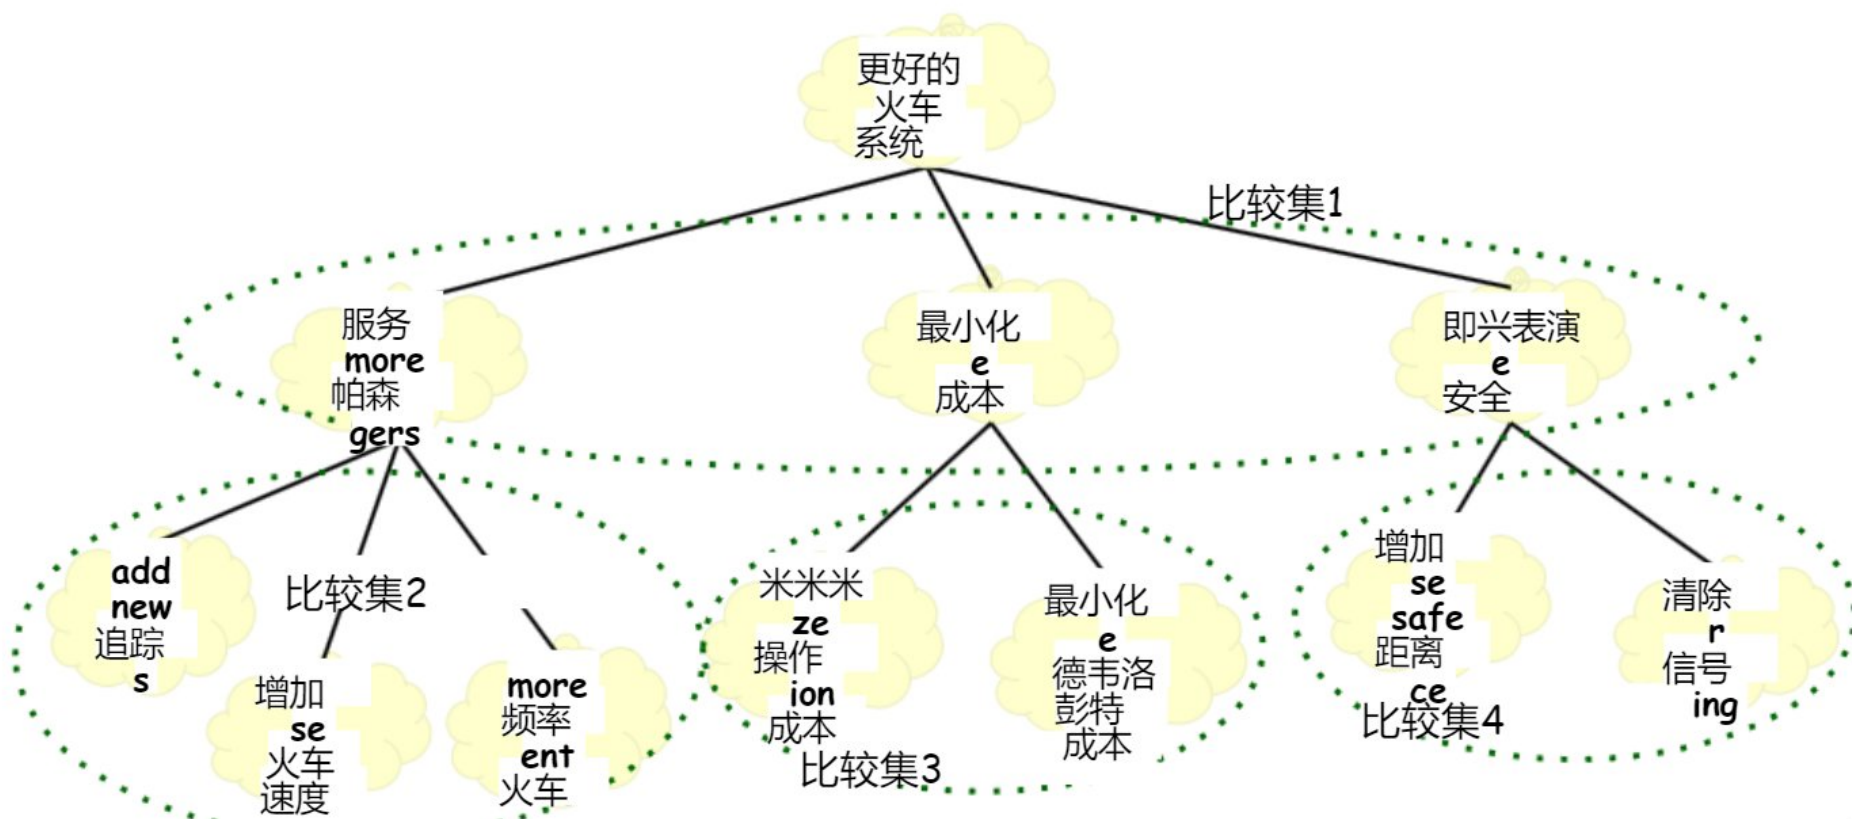 更好的
火车
系统
比较集1
服务
more
帕森
gers
最小化
e
成本
即兴表演
e
安全
add
new
追踪
s
比较集2
增加
se
火车
速度
more
频率
ent
火车
米米米
ze
操作
ion
成本
比较集3
最小化
e
德韦洛
彭特
成本
增加
se
safe
距离
ce
比较集4
清除
r
信号
ing